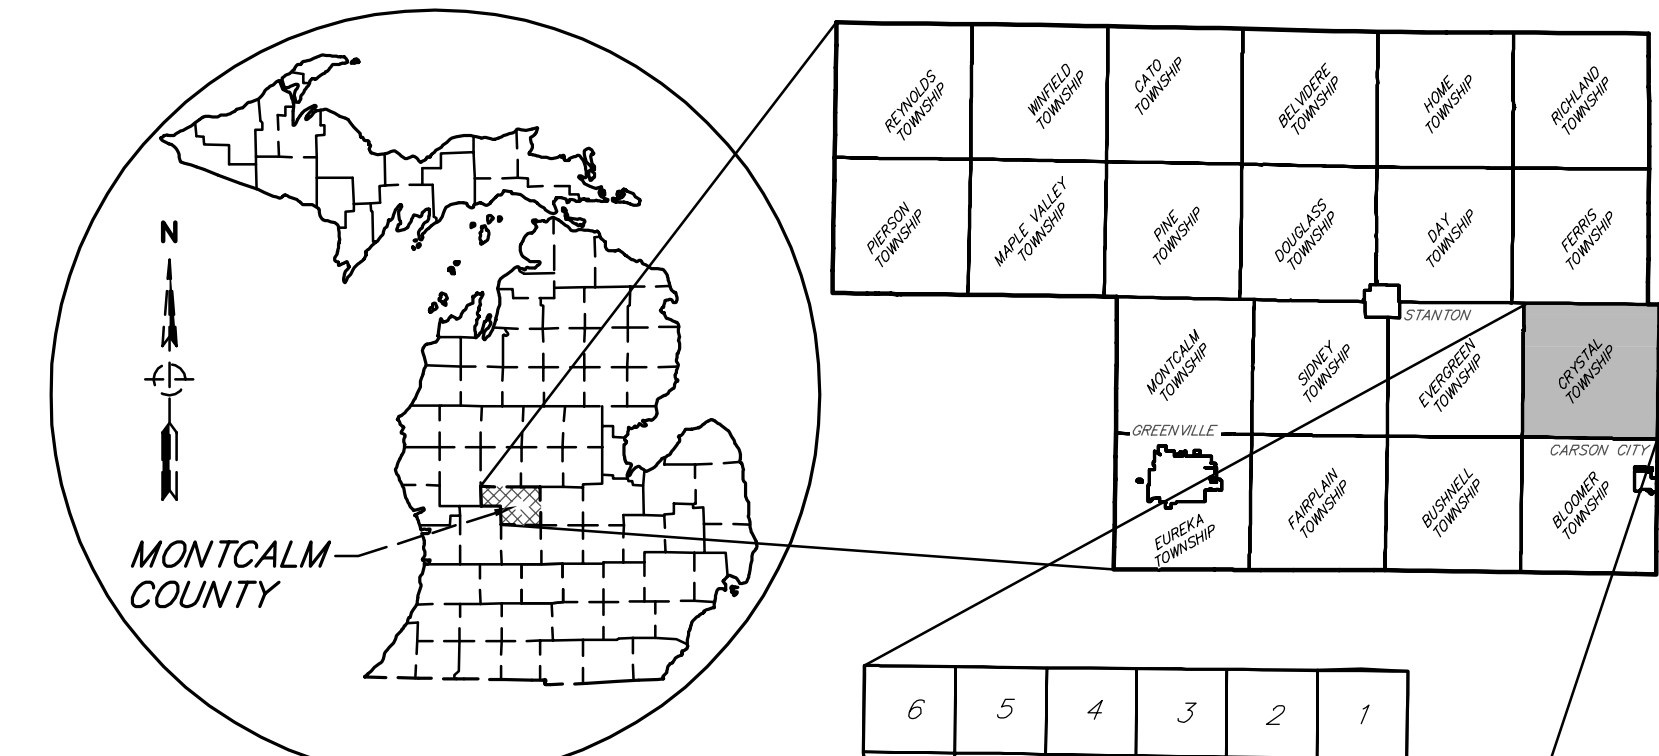 N
MONTCALM
COUNTY
REYNOLDS
TOWNSHIP
WINFIELD
TOWNSHIP
CATO
TOWNSHIP
BELVIDERE
TOWNSHIP
HOME
TOWNSHIP
RICHLAND
TOWNSHIP
PIERSON
TOWNSHIP
MAPLE VALLEY
TOWNSHIP
PINE
TOWNSHIP
DOUGLASS
TOWNSHIP
DAY
TOWNSHIP
FERRIS
TOWNSHIP
STANTON
MONTCALM
TOWNSHIP
SIDNEY
TOWNSHIP
EVERGREEN
TOWNSHIP
CRYSTAL
TOWNSHIP
GREENVILLE
CARSON CITY
EUREKA
TOWNSHIP
FAIRPLAIN
TOWNSHIP
BUSHNELL
TOWNSHIP
BLOOMER
TOWNSHIP
6 5 4 3 2 1